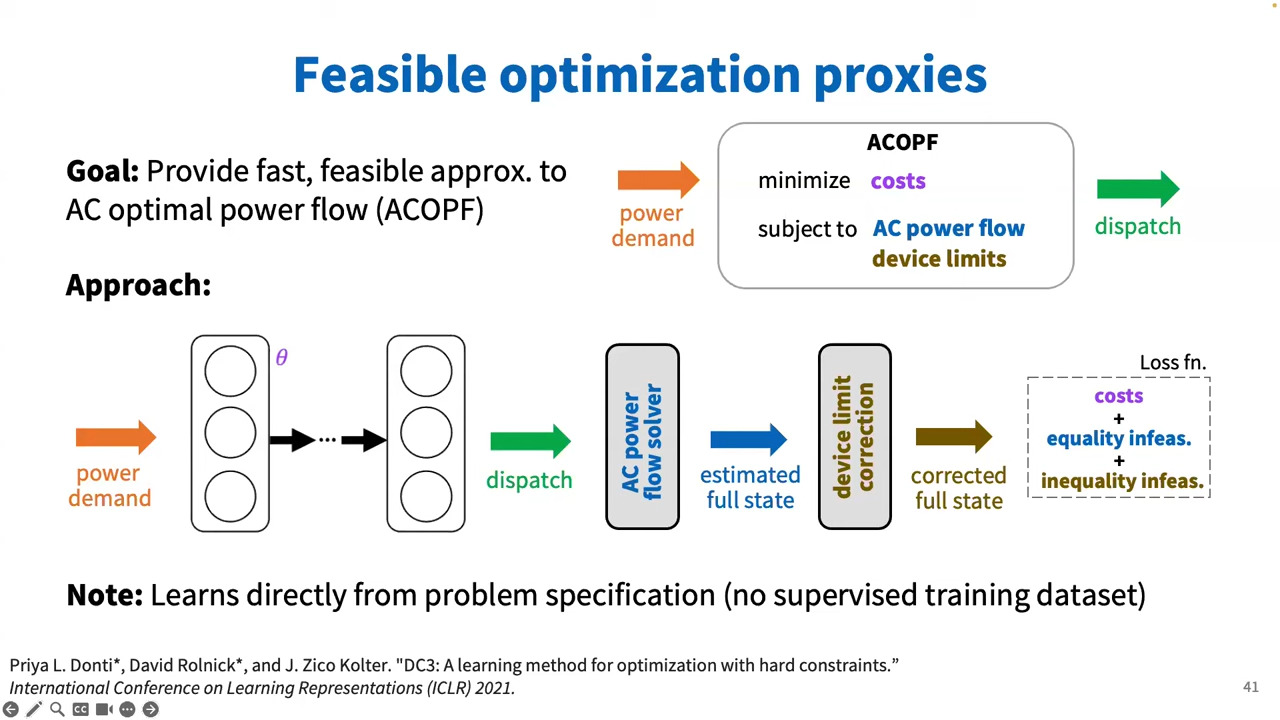 Feasible optimization proxies
Goal: Provide fast, feasible approx. to
AC optimal power flow (ACOPF)
power
demand
ACOPF
minimize costs
subject to AC power flow
device limits
dispatch
Approach:
power
demand
θ
...
dispatch
AC power
flow solver
estimated
full state
device limit
correction
corrected
full state
Loss fn.
costs
+
equality infeas.
+
inequality infeas.
Note: Learns directly from problem specification (no supervised training dataset)
Priya L. Donti*, David Rolnick*, and J. Zico Kolter. "DC3: A learning method for optimization with hard constraints.”
International Conference on Learning Representations (ICLR) 2021.
41
CC